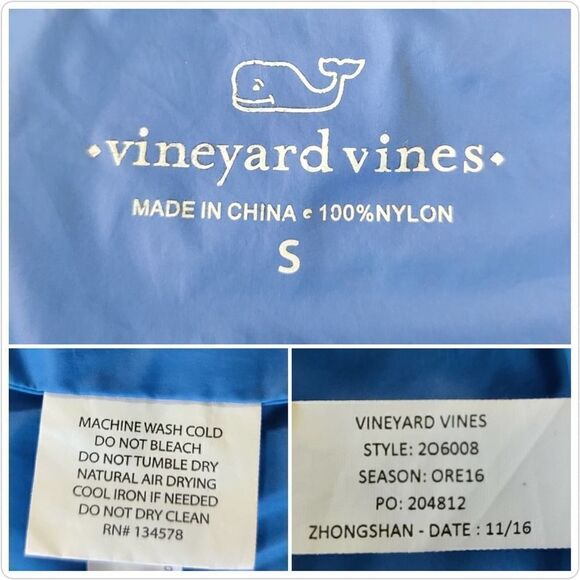 ·vineyard vines·
MADE IN CHINA • 100%NYLON
S
MACHINE WASH COLD
DO NOT BLEACH
DO NOT TUMBLE DRY
NATURAL AIR DRYING
COOL IRON IF NEEDED
DO NOT DRY CLEAN
RN# 134578
VINEYARD VINES
STYLE: 2O6008
SEASON: ORE16
PO: 204812
ZHONGSHAN - DATE : 11/16